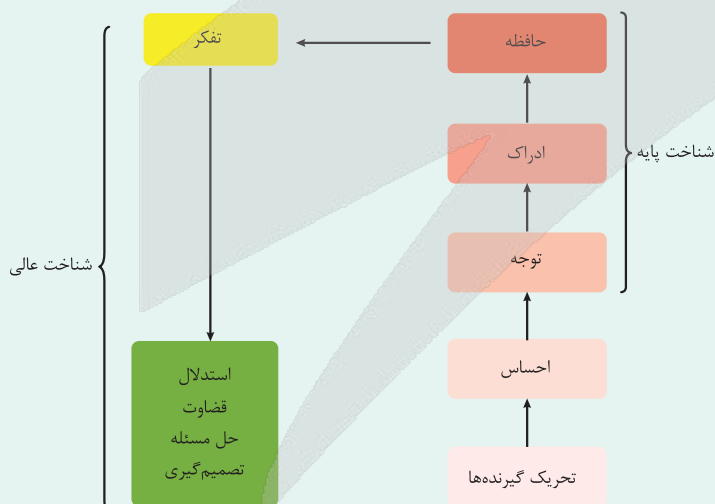 حافظه
تفکر
ادراک
شناخت پایه
توجه
شناخت عالی
احساس
استدلال
قضاوت
حل مسئله
تصمیم‌گیری
تحریک گیرنده‌ها